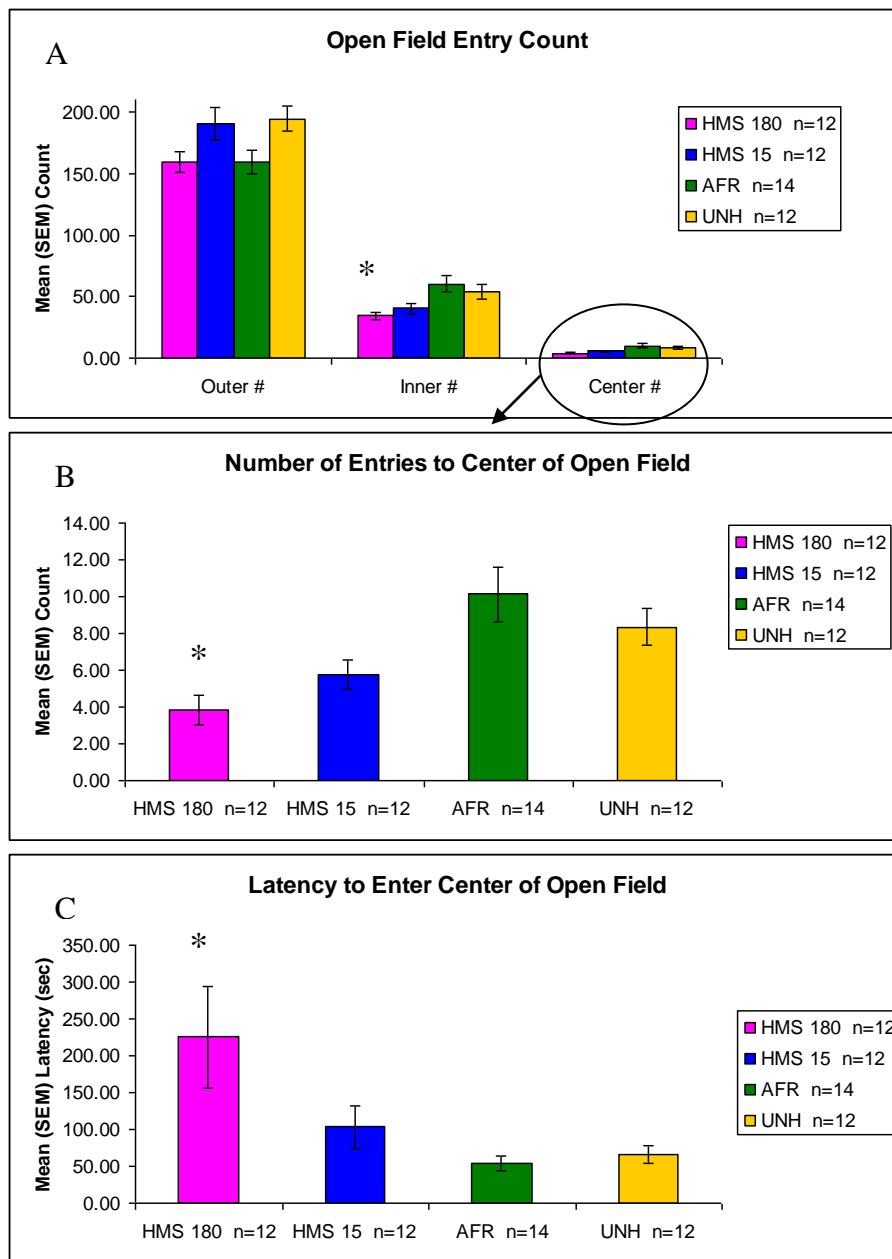 A
Open Field Entry Count
Mean (SEM) Count
200.00
150.00
100.00
50.00
0.00
*
Outer #
Inner #
Center #
HMS 180 n=12
HMS 15 n=12
AFR n=14
UNH n=12
B
Number of Entries to Center of Open Field
Mean (SEM) Count
14.00
12.00
10.00
8.00
6.00
4.00
2.00
0.00
*
HMS 180 n=12
HMS 15 n=12
AFR n=14
UNH n=12
HMS 180 n=12
HMS 15 n=12
AFR n=14
UNH n=12
C
Latency to Enter Center of Open Field
Mean (SEM) Latency (sec)
350.00
300.00
250.00
200.00
150.00
100.00
50.00
0.00
*
HMS 180 n=12
HMS 15 n=12
AFR n=14
UNH n=12
HMS 180 n=12
HMS 15 n=12
AFR n=14
UNH n=12